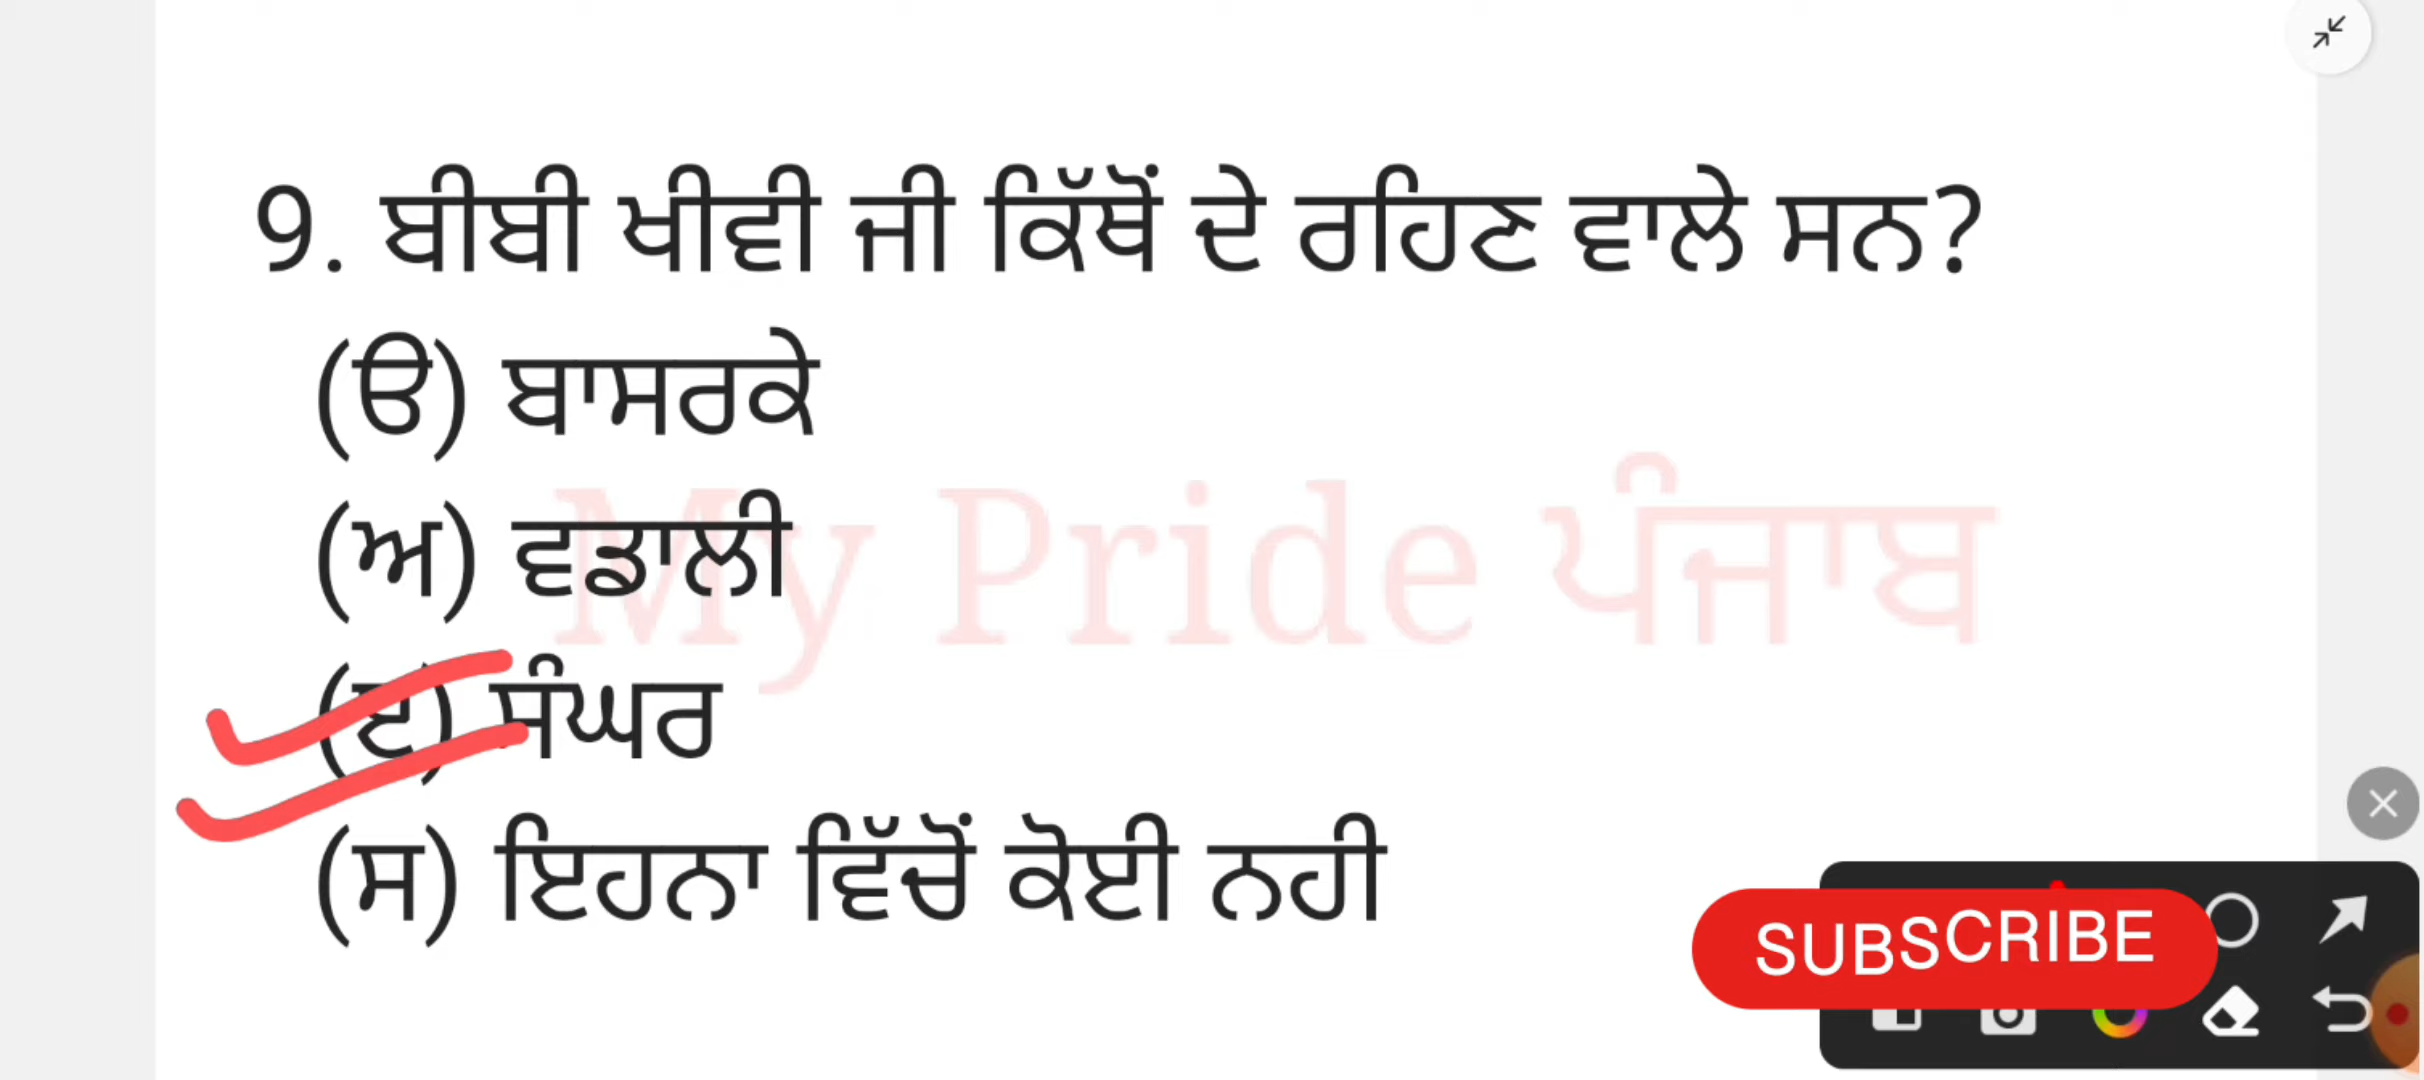 9. ਬੀਬੀ ਖੀਵੀ ਜੀ ਕਿੱਥੋਂ ਦੇ ਰਹਿਣ ਵਾਲੇ ਸਨ?
(ੳ) ਬਾਸਰਕੇ
(ਅ) ਵਡਾਲੀ
My Pride ਪੰਜਾਬ
(ੲ) ਸੰਘਰ
(ਸ) ਇਹਨਾ ਵਿੱਚੋਂ ਕੋਈ ਨਹੀ
SUBSCRIBE